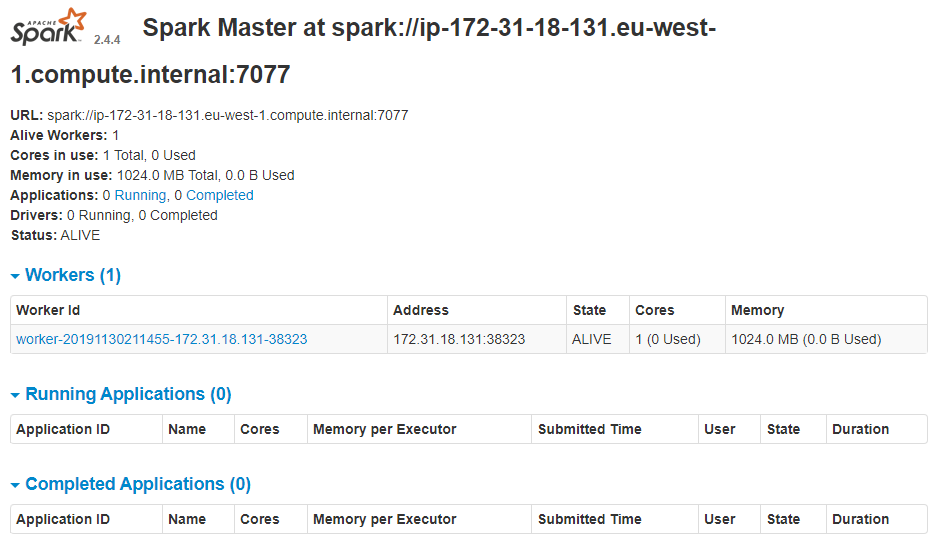 APACHE
Spark 2.4.4 Spark Master at spark://ip-172-31-18-131.eu-west-
1.compute.internal:7077
URL: spark://ip-172-31-18-131.eu-west-1.compute.internal:7077
Alive Workers: 1
Cores in use: 1 Total, 0 Used
Memory in use: 1024.0 MB Total, 0.0 B Used
Applications: 0 Running, 0 Completed
Drivers: 0 Running, 0 Completed
Status: ALIVE
Workers (1)
Worker Id Address State Cores Memory
worker-20191130211455-172.31.18.131-38323 172.31.18.131:38323 ALIVE 1 (0 Used) 1024.0 MB (0.0 B Used)
Running Applications (0)
Application ID Name Cores Memory per Executor Submitted Time User State Duration
Completed Applications (0)
Application ID Name Cores Memory per Executor Submitted Time User State Duration